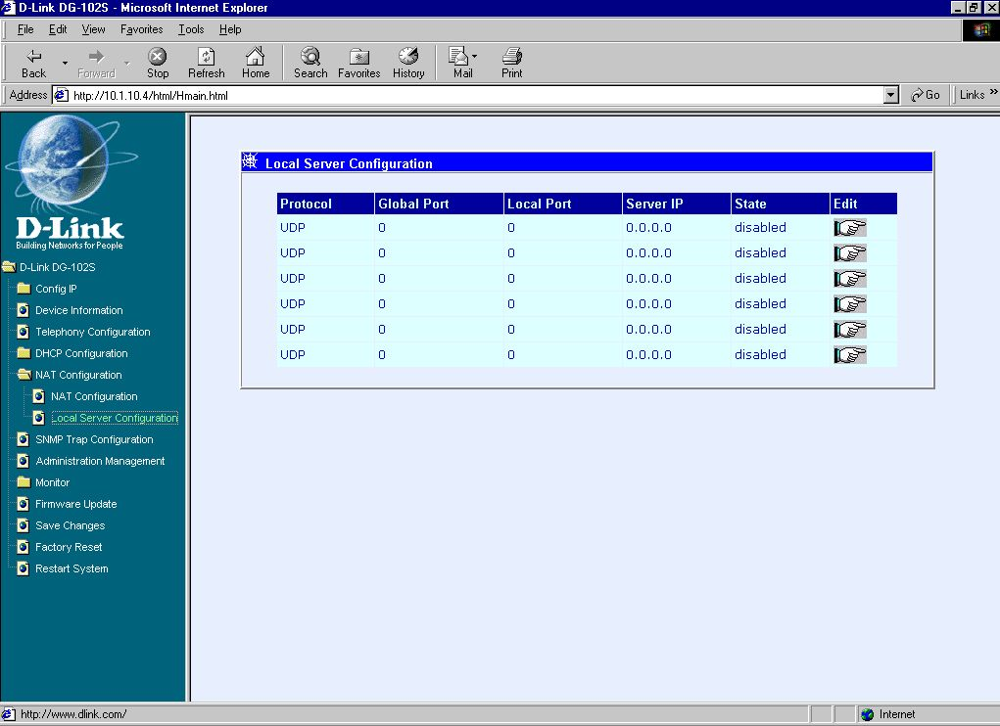 D-Link DG-102S - Microsoft Internet Explorer
File Edit View Favorites Tools Help
Back Forward Stop Refresh Home Search Favorites History Mail Print
Address http://10.1.10.4/html/Hmain.html Go Links »
D-Link
Building Networks for People
D-Link DG-102S
Config IP
Device Information
Telephony Configuration
DHCP Configuration
NAT Configuration
NAT Configuration
Local Server Configuration
SNMP Trap Configuration
Administration Management
Monitor
Firmware Update
Save Changes
Factory Reset
Restart System
Local Server Configuration
Protocol Global Port Local Port Server IP State Edit
UDP 0 0 0.0.0.0 disabled
UDP 0 0 0.0.0.0 disabled
UDP 0 0 0.0.0.0 disabled
UDP 0 0 0.0.0.0 disabled
UDP 0 0 0.0.0.0 disabled
UDP 0 0 0.0.0.0 disabled
http://www.dlink.com/ Internet